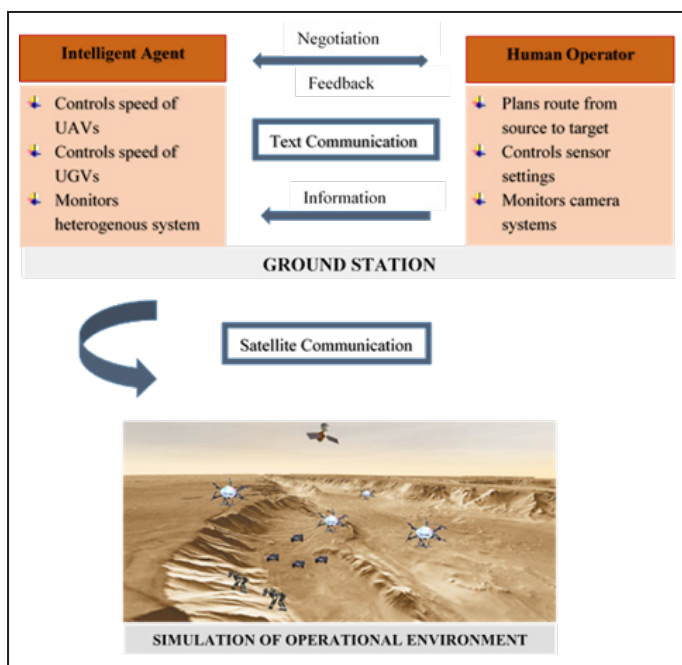 Intelligent Agent
Controls speed of
UAVs
Controls speed of
UGVs
Monitors
heterogenous system
Negotiation
Feedback
Text Communication
Information
Human Operator
Plans route from
source to target
Controls sensor
settings
Monitors camera
systems
GROUND STATION
Satellite Communication
SIMULATION OF OPERATIONAL ENVIRONMENT